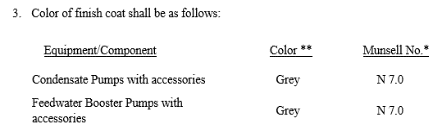 3. Color of finish coat shall be as follows:
Equipment/Component Color ** Munsell No.*
Condensate Pumps with accessories Grey N 7.0
Feedwater Booster Pumps with
accessories Grey N 7.0